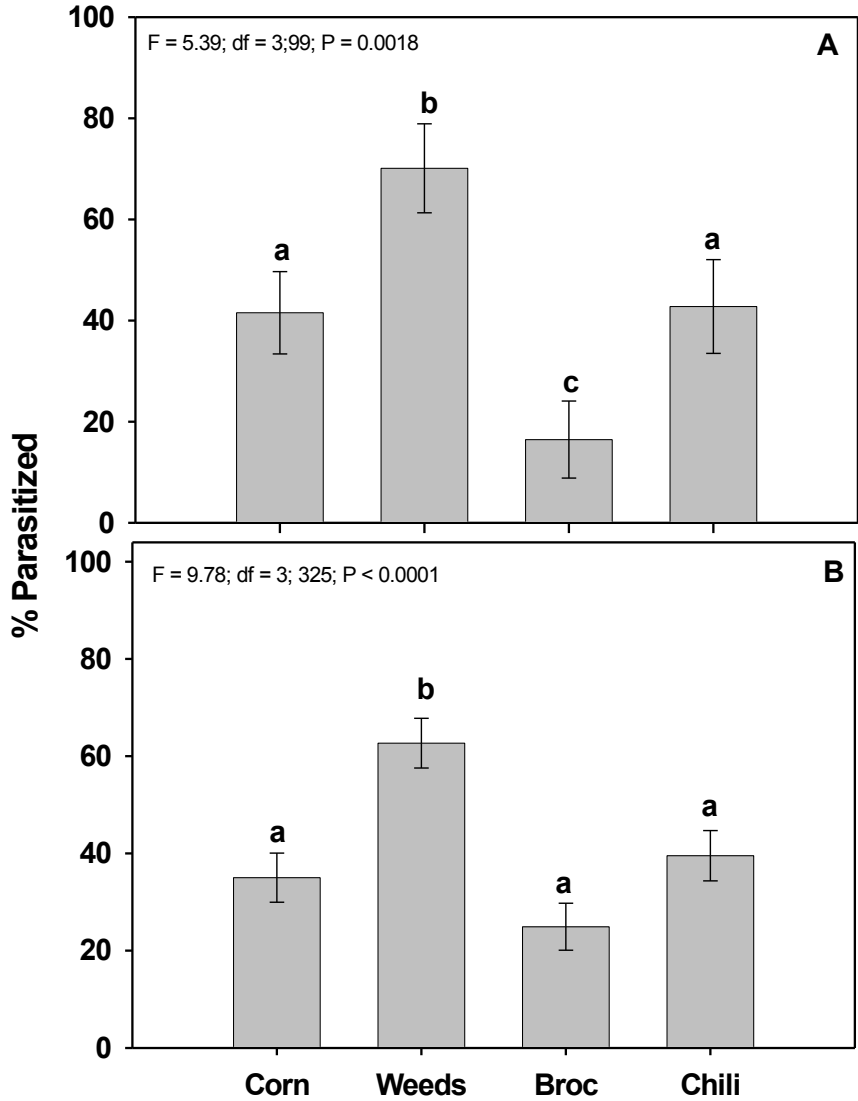 % Parasitized
100
80
60
40
20
0
F = 5.39; df = 3;99; P = 0.0018
A
a
b
c
a
100
80
60
40
20
0
F = 9.78; df = 3; 325; P < 0.0001
B
a
b
a
a
Corn Weeds Broc Chili